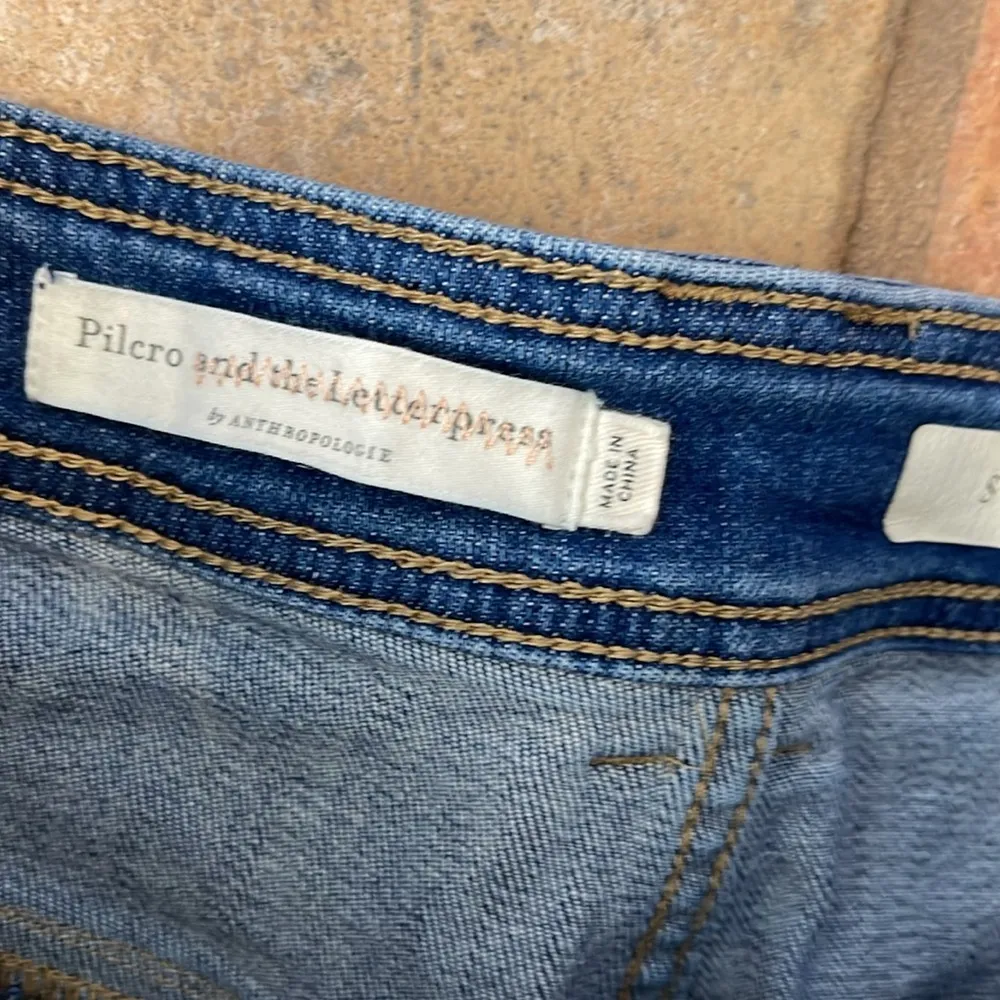 Pilcro and the Letterpress
by ANTHROPOLOGIE
MADE IN
CHINA
S